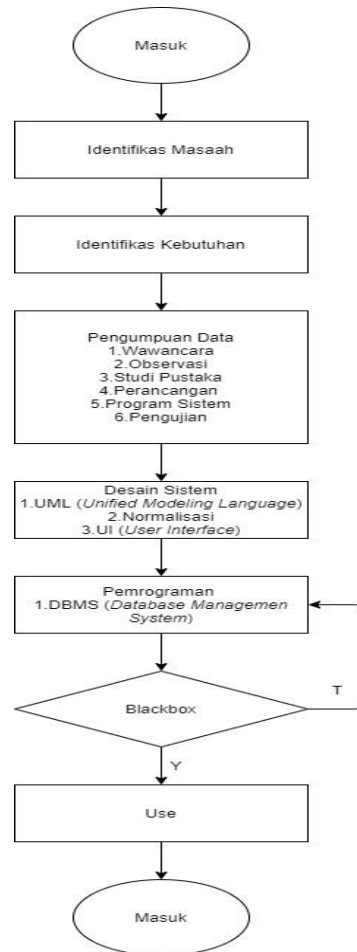 Masuk
Identifikas Masaah
Identifikas Kebutuhan
Pengumpuan Data
1.Wawancara
2.Observasi
3.Studi Pustaka
4.Perancangan
5.Program Sistem
6.Pengujian
Desain Sistem
1.UML (Unified Modeling Language)
2.Normalisasi
3.UI (User Interface)
Pemrograman
1.DBMS (Database Managemen
System)
Blackbox
T
Y
Use
Masuk